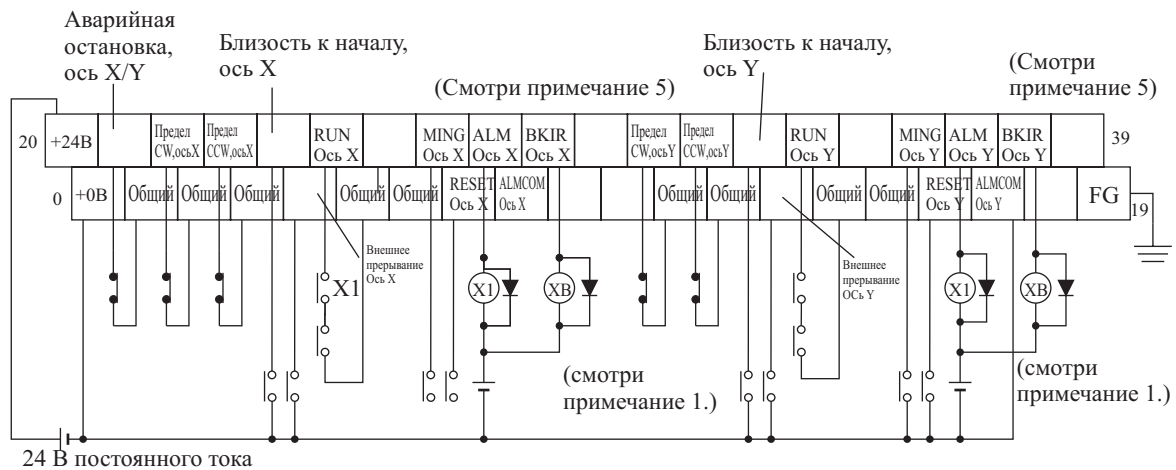 Аварийная
остановка,
ось X/Y
Близость к началу,
ось X
(Смотри примечание 5)
Близость к началу,
ось Y
(Смотри
примечание 5)
20
+24В
Предел
CW,осьX
Предел
CCW,осьX
RUN
Ось X
MING
Ось X
ALM
Ось X
BKIR
Ось X
Предел
CW,осьY
Предел
CCW,осьY
RUN
Ось Y
MING
Ось Y
ALM
Ось Y
BKIR
Ось Y
39
0
+0В
Общий
Общий
Общий
Общий
Общий
RESET
Ось X
ALMCOM
Ось X
Общий
Общий
Общий
Общий
RESET
Ось Y
ALMCOM
Ось Y
FG
19
Внешнее
прерывание
Ось X
Внешнее
прерывание
ОСь Y
X1
X1
XB
X1
XB
(смотри
примечание 1.)
(смотри
примечание 1.)
24 В постоянного тока